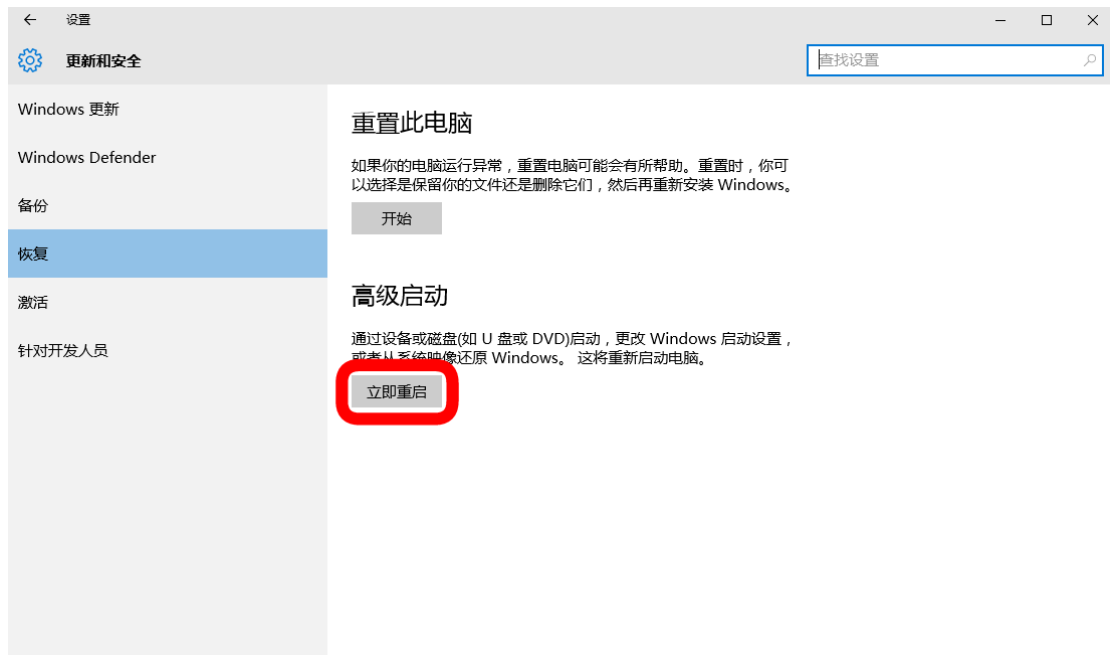 设置
更新和安全
查找设置
Windows 更新
Windows Defender
备份
恢复
激活
针对开发人员
重置此电脑
如果你的电脑运行异常，重置电脑可能会有所帮助。重置时，你可
以选择是保留你的文件还是删除它们，然后再重新安装 Windows。
开始
高级启动
通过设备或磁盘(如 U 盘或 DVD)启动，更改 Windows 启动设置，
或者从系统映像还原 Windows。 这将重新启动电脑。
立即重启